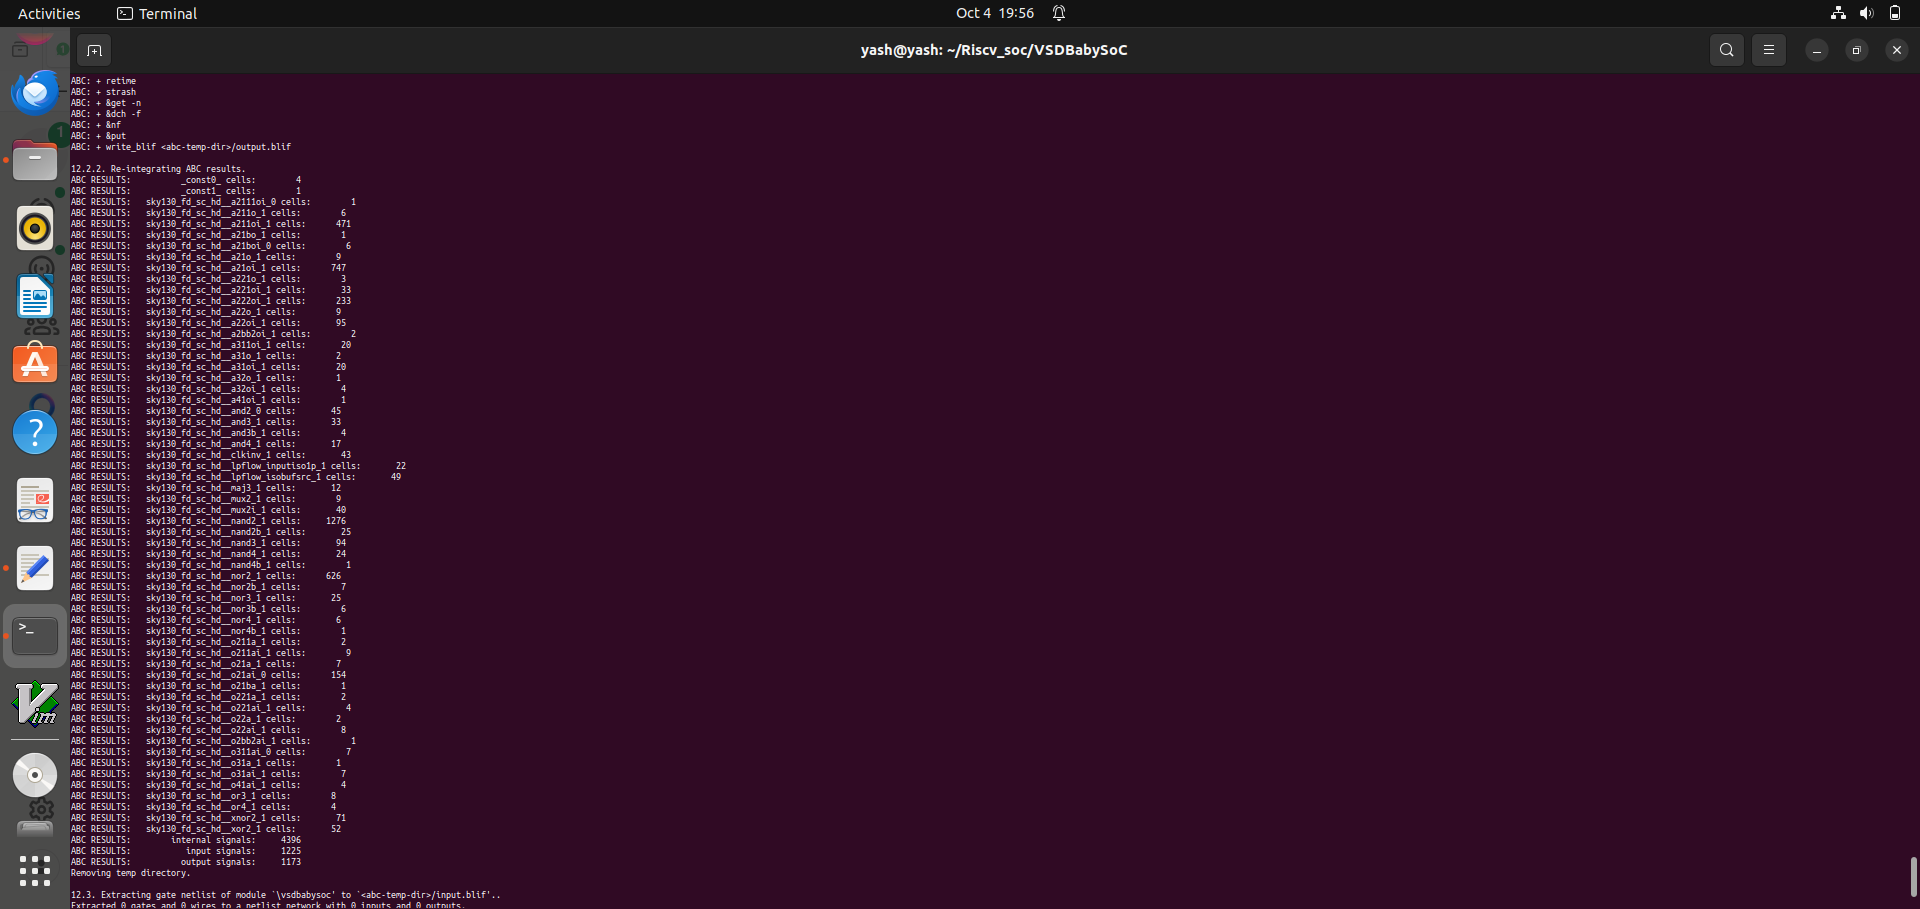 Activities
Terminal
Oct 4 19:56
yash@yash: ~/Riscv_soc/VSDBabySoC
ABC: + retime
ABC: + strash
ABC: + &get -n
ABC: + &dch -f
ABC: + &nf
ABC: + &put
ABC: + write_blif <abc-temp-dir>/output.blif
12.2.2. Re-integrating ABC results.
ABC RESULTS: _const0_ cells: 4
ABC RESULTS: _const1_ cells: 1
ABC RESULTS: sky130_fd_sc_hd__a2111oi_0 cells: 1
ABC RESULTS: sky130_fd_sc_hd__a211o_1 cells: 6
ABC RESULTS: sky130_fd_sc_hd__a211oi_1 cells: 471
ABC RESULTS: sky130_fd_sc_hd__a21bo_1 cells: 1
ABC RESULTS: sky130_fd_sc_hd__a21boi_0 cells: 6
ABC RESULTS: sky130_fd_sc_hd__a21o_1 cells: 9
ABC RESULTS: sky130_fd_sc_hd__a21oi_1 cells: 747
ABC RESULTS: sky130_fd_sc_hd__a221o_1 cells: 3
ABC RESULTS: sky130_fd_sc_hd__a221oi_1 cells: 33
ABC RESULTS: sky130_fd_sc_hd__a222oi_1 cells: 233
ABC RESULTS: sky130_fd_sc_hd__a22o_1 cells: 9
ABC RESULTS: sky130_fd_sc_hd__a22oi_1 cells: 95
ABC RESULTS: sky130_fd_sc_hd__a2bb2oi_1 cells: 2
ABC RESULTS: sky130_fd_sc_hd__a311oi_1 cells: 20
ABC RESULTS: sky130_fd_sc_hd__a31o_1 cells: 2
ABC RESULTS: sky130_fd_sc_hd__a31oi_1 cells: 20
ABC RESULTS: sky130_fd_sc_hd__a32o_1 cells: 1
ABC RESULTS: sky130_fd_sc_hd__a32oi_1 cells: 4
ABC RESULTS: sky130_fd_sc_hd__a41oi_1 cells: 1
ABC RESULTS: sky130_fd_sc_hd__and2_0 cells: 45
ABC RESULTS: sky130_fd_sc_hd__and3_1 cells: 33
ABC RESULTS: sky130_fd_sc_hd__and3b_1 cells: 4
ABC RESULTS: sky130_fd_sc_hd__and4_1 cells: 17
ABC RESULTS: sky130_fd_sc_hd__clkinv_1 cells: 43
ABC RESULTS: sky130_fd_sc_hd__lpflow_inputiso1p_1 cells: 22
ABC RESULTS: sky130_fd_sc_hd__lpflow_isobufsrc_1 cells: 49
ABC RESULTS: sky130_fd_sc_hd__maj3_1 cells: 12
ABC RESULTS: sky130_fd_sc_hd__mux2_1 cells: 9
ABC RESULTS: sky130_fd_sc_hd__mux2i_1 cells: 40
ABC RESULTS: sky130_fd_sc_hd__nand2_1 cells: 1276
ABC RESULTS: sky130_fd_sc_hd__nand2b_1 cells: 25
ABC RESULTS: sky130_fd_sc_hd__nand3_1 cells: 94
ABC RESULTS: sky130_fd_sc_hd__nand4_1 cells: 24
ABC RESULTS: sky130_fd_sc_hd__nand4b_1 cells: 1
ABC RESULTS: sky130_fd_sc_hd__nor2_1 cells: 626
ABC RESULTS: sky130_fd_sc_hd__nor2b_1 cells: 7
ABC RESULTS: sky130_fd_sc_hd__nor3_1 cells: 25
ABC RESULTS: sky130_fd_sc_hd__nor3b_1 cells: 6
ABC RESULTS: sky130_fd_sc_hd__nor4_1 cells: 6
ABC RESULTS: sky130_fd_sc_hd__nor4b_1 cells: 1
ABC RESULTS: sky130_fd_sc_hd__o211a_1 cells: 2
ABC RESULTS: sky130_fd_sc_hd__o211ai_1 cells: 9
ABC RESULTS: sky130_fd_sc_hd__o21a_1 cells: 7
ABC RESULTS: sky130_fd_sc_hd__o21ai_0 cells: 154
ABC RESULTS: sky130_fd_sc_hd__o21ba_1 cells: 1
ABC RESULTS: sky130_fd_sc_hd__o221a_1 cells: 2
ABC RESULTS: sky130_fd_sc_hd__o221ai_1 cells: 4
ABC RESULTS: sky130_fd_sc_hd__o22a_1 cells: 2
ABC RESULTS: sky130_fd_sc_hd__o22ai_1 cells: 8
ABC RESULTS: sky130_fd_sc_hd__o2bb2ai_1 cells: 1
ABC RESULTS: sky130_fd_sc_hd__o311ai_0 cells: 7
ABC RESULTS: sky130_fd_sc_hd__o31a_1 cells: 1
ABC RESULTS: sky130_fd_sc_hd__o31ai_1 cells: 7
ABC RESULTS: sky130_fd_sc_hd__o41ai_1 cells: 4
ABC RESULTS: sky130_fd_sc_hd__or3_1 cells: 8
ABC RESULTS: sky130_fd_sc_hd__or4_1 cells: 4
ABC RESULTS: sky130_fd_sc_hd__xnor2_1 cells: 71
ABC RESULTS: sky130_fd_sc_hd__xor2_1 cells: 52
ABC RESULTS: internal signals: 4396
ABC RESULTS: input signals: 1225
ABC RESULTS: output signals: 1173
Removing temp directory.
12.3. Extracting gate netlist of module `\vsdbabysoc' to `<abc-temp-dir>/input.blif'..
Extracted 0 gates and 0 wires to a netlist network with 0 inputs and 0 outputs.